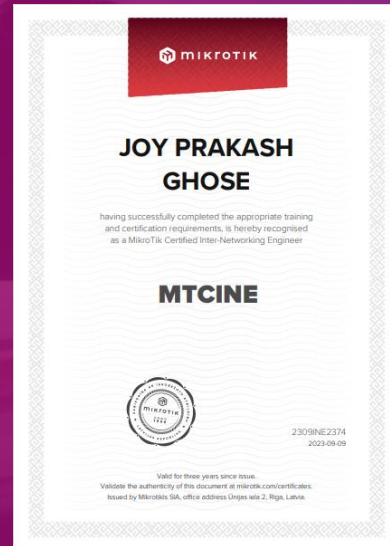 mikrotik
JOY PRAKASH
GHOSE
having successfully completed the appropriate training
and certification requirements, is hereby recognised
as a MikroTik Certified Inter-Networking Engineer
MTCINE
mikrotik
2309INE2374
2023-09-09
Valid for three years since issue.
Validate the authenticity of this document at mikrotik.com/certificates.
Issued by Mikrotikls SIA, office address Ūnijas iela 2, Riga, Latvia.